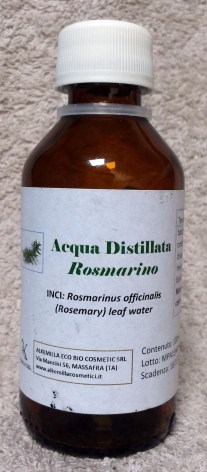 Acqua Distillata
Rosmarino
INCI: Rosmarinus officinalis
(Rosemary) leaf water
ALKEMILLA ECO BIO COSMETIC SRL
Via Manzini 56, MASSAFRA (TA)
www.alkemillacosmetici.it
K
Contenuto
Lotto:
Scadenza: